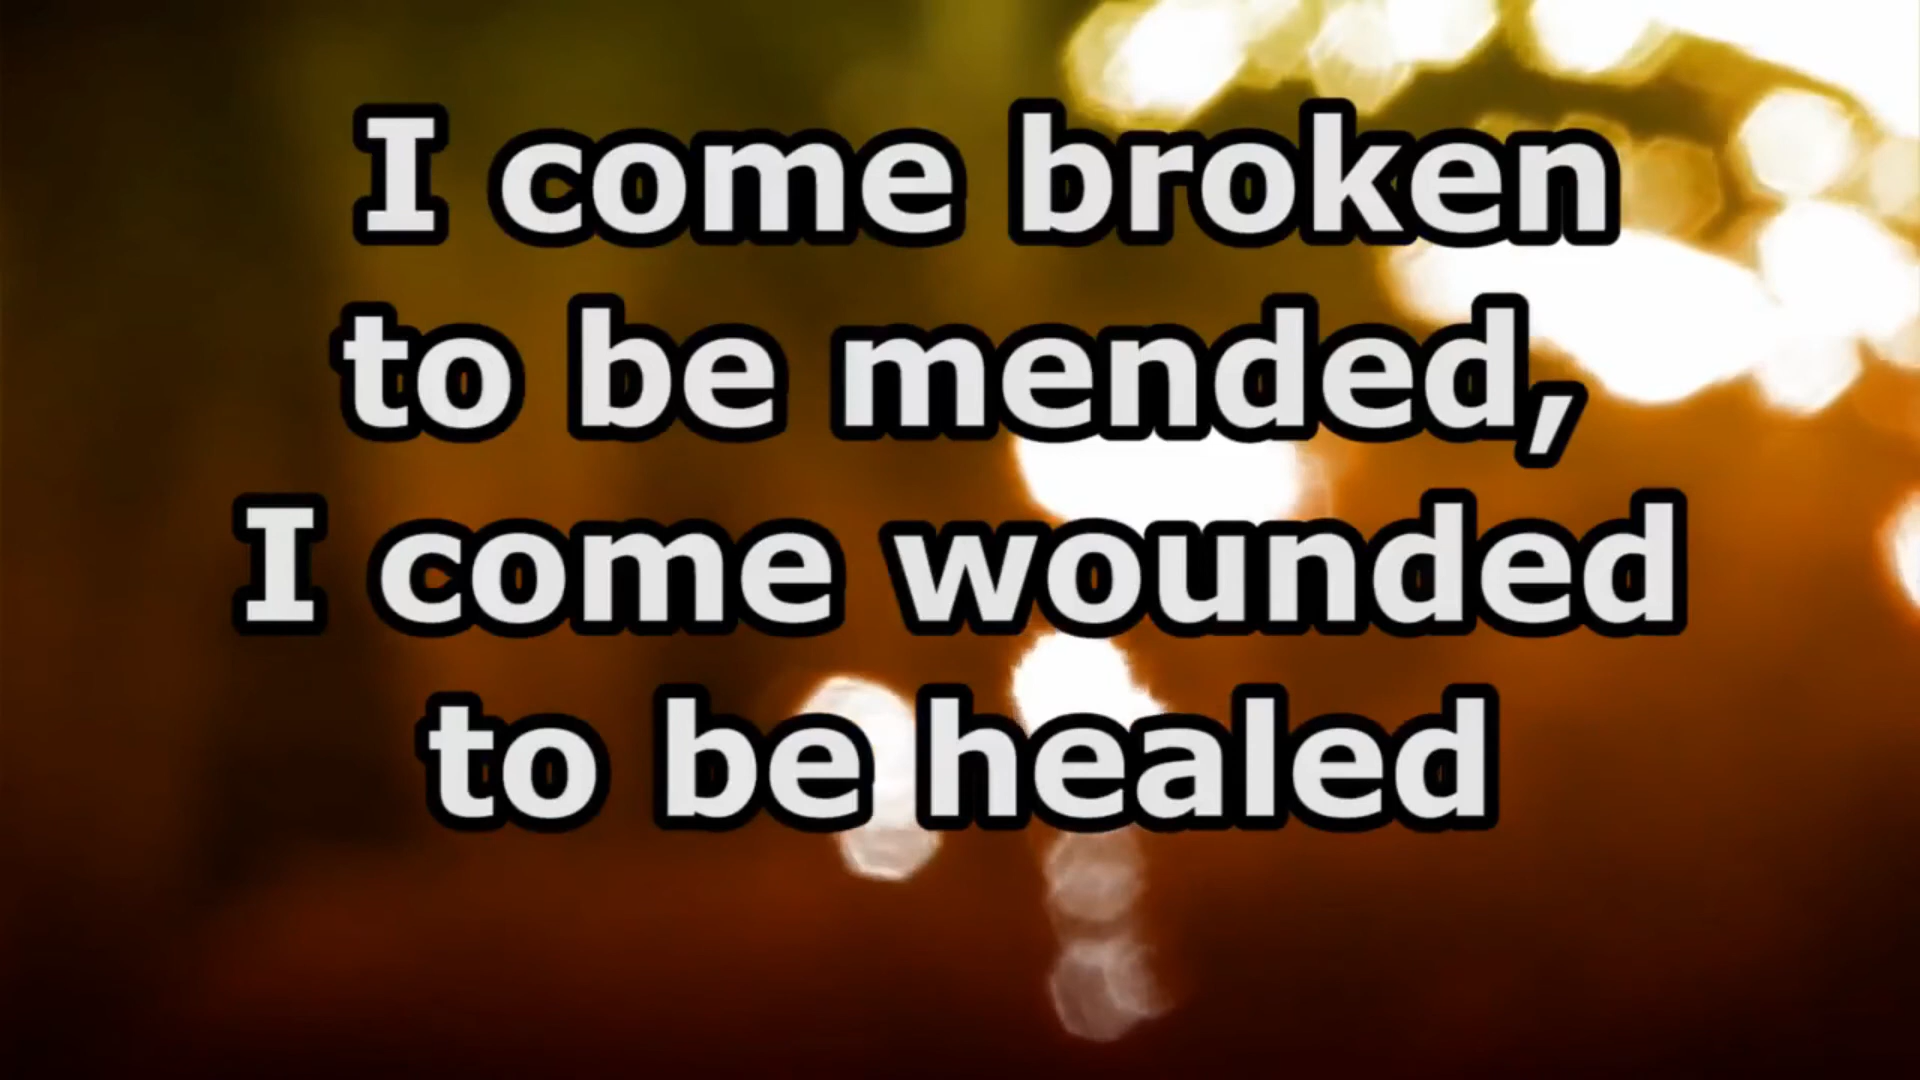 I come broken
to be mended,
I come wounded
to be healed